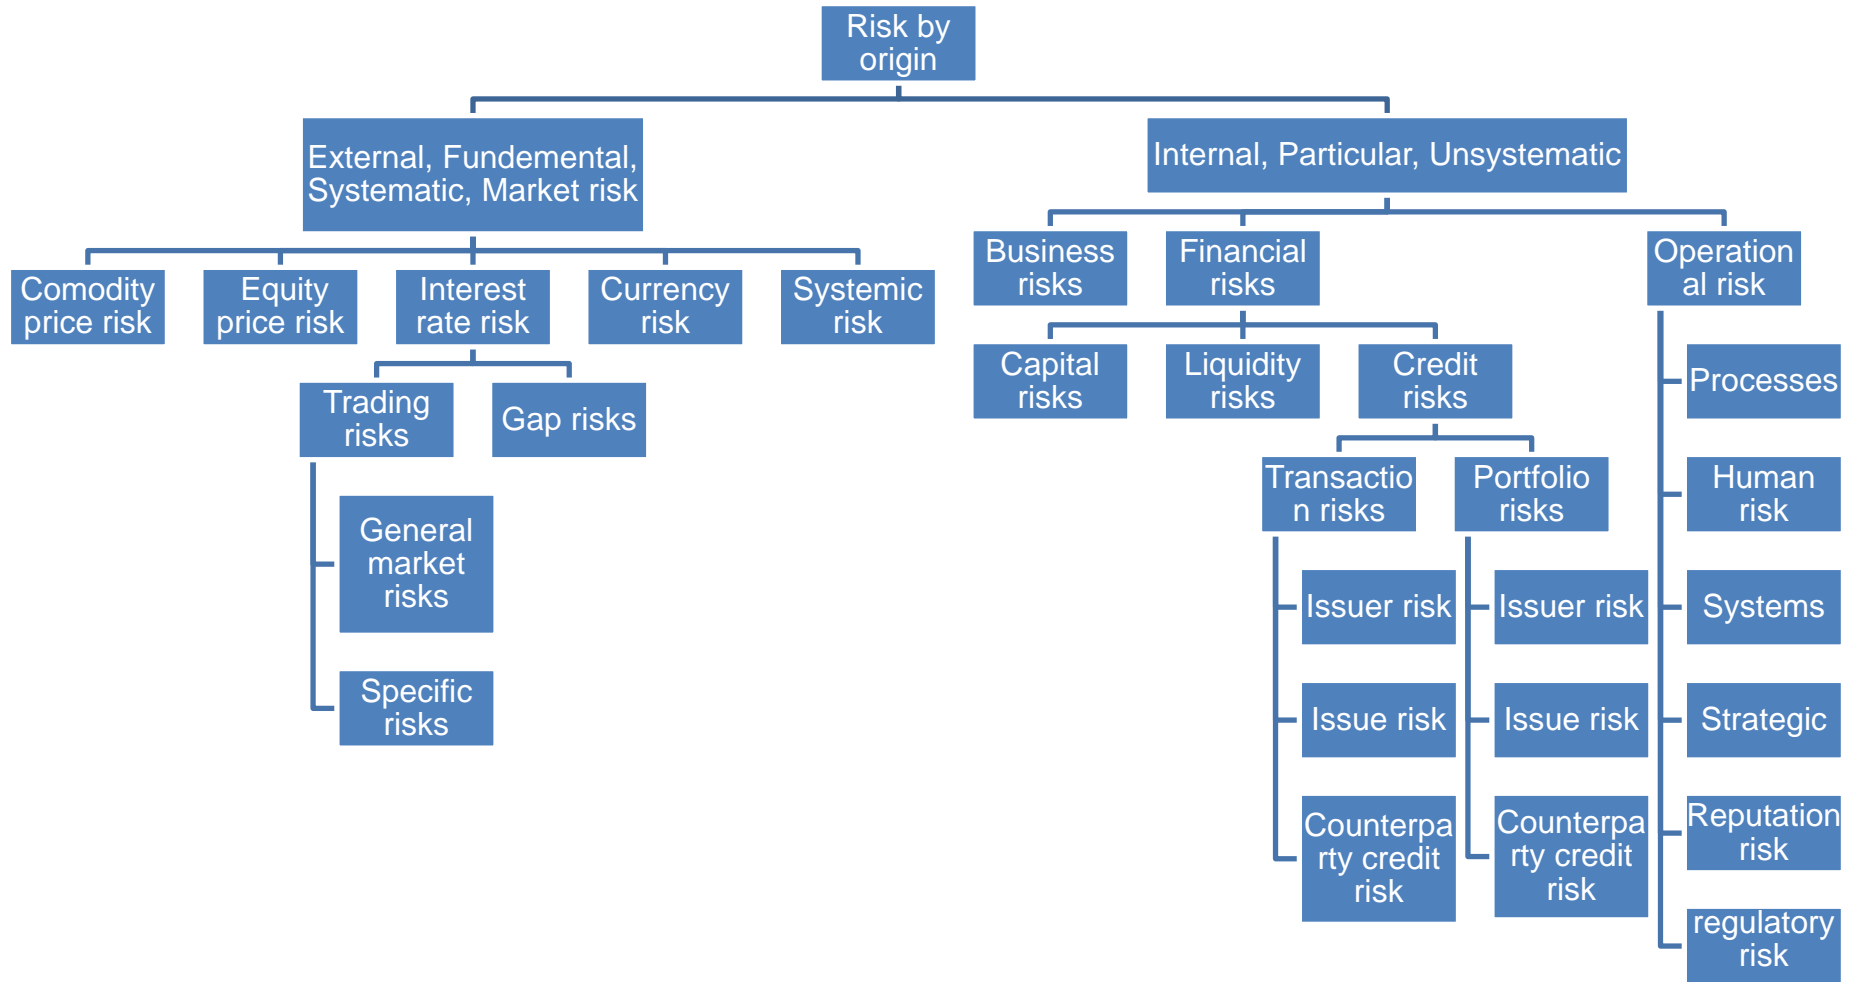 Risk by
origin
External, Fundemental,
Systematic, Market risk
Internal, Particular, Unsystematic
Comodity
price risk
Equity
price risk
Interest
rate risk
Currency
risk
Systemic
risk
Trading
risks
Gap risks
General
market
risks
Specific
risks
Business
risks
Financial
risks
Operation
al risk
Capital
risks
Liquidity
risks
Credit
risks
Transactio
n risks
Portfolio
risks
Issuer risk
Issue risk
Counterpa
rty credit
risk
Issuer risk
Issue risk
Counterpa
rty credit
risk
Processes
Human
risk
Systems
Strategic
Reputation
risk
regulatory
risk